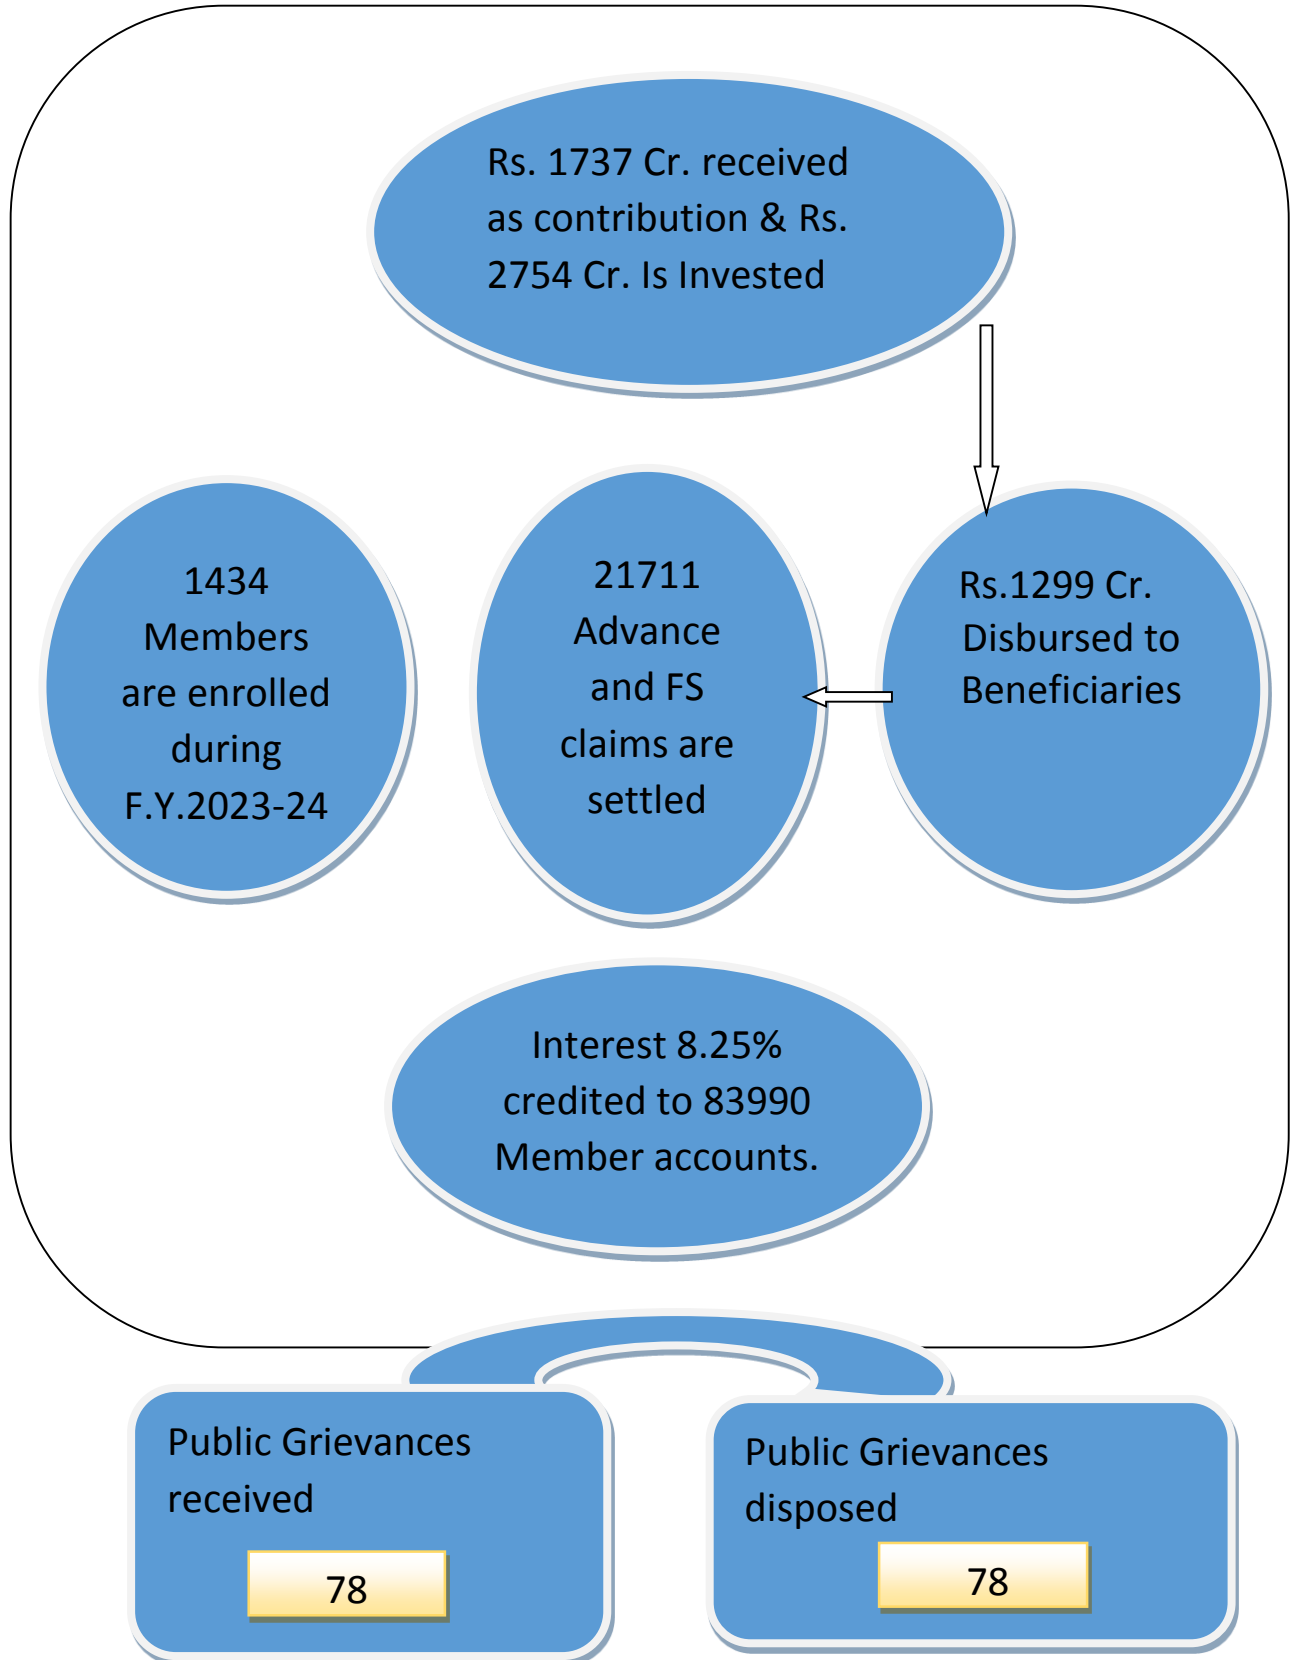 Rs. 1737 Cr. received
as contribution & Rs.
2754 Cr. Is Invested
1434
Members
are enrolled
during
F.Y.2023-24
21711
Advance
and FS
claims are
settled
Rs.1299 Cr.
Disbursed to
Beneficiaries
Interest 8.25%
credited to 83990
Member accounts.
Public Grievances
received
78
Public Grievances
disposed
78